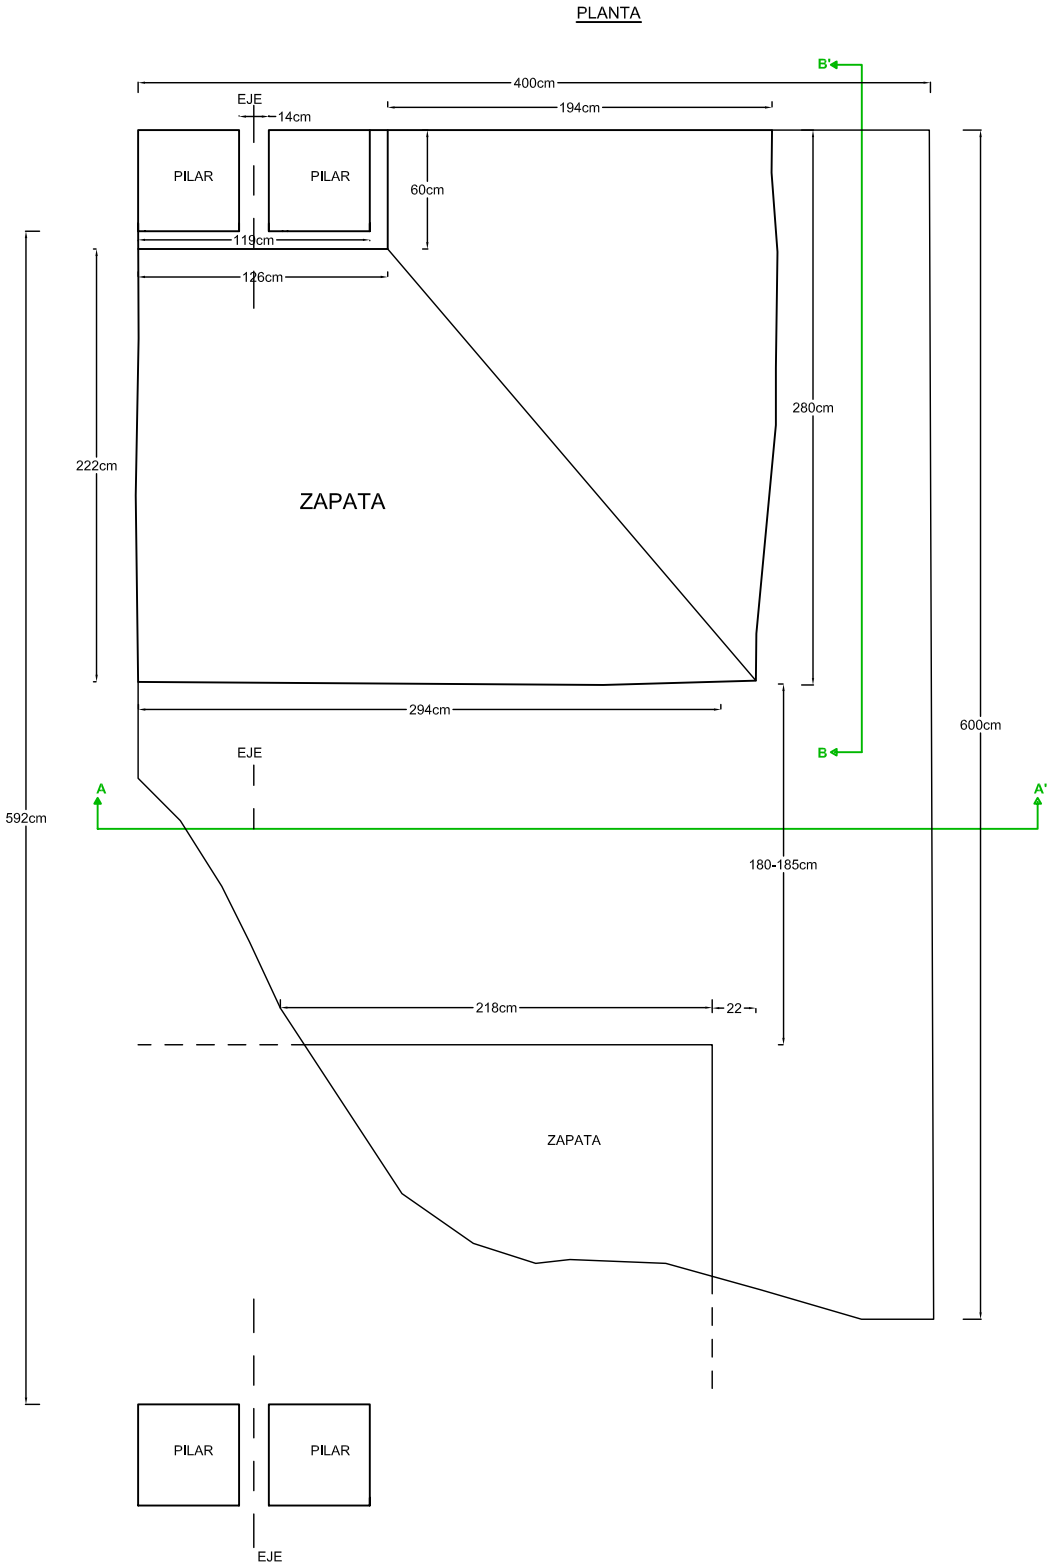 PLANTA
B'
400cm
EJE
194cm
14cm
PILAR
PILAR
60cm
119cm
126cm
280cm
222cm
ZAPATA
294cm
600cm
EJE
B
A
A'
592cm
180-185cm
218cm
22
ZAPATA
PILAR
PILAR
EJE